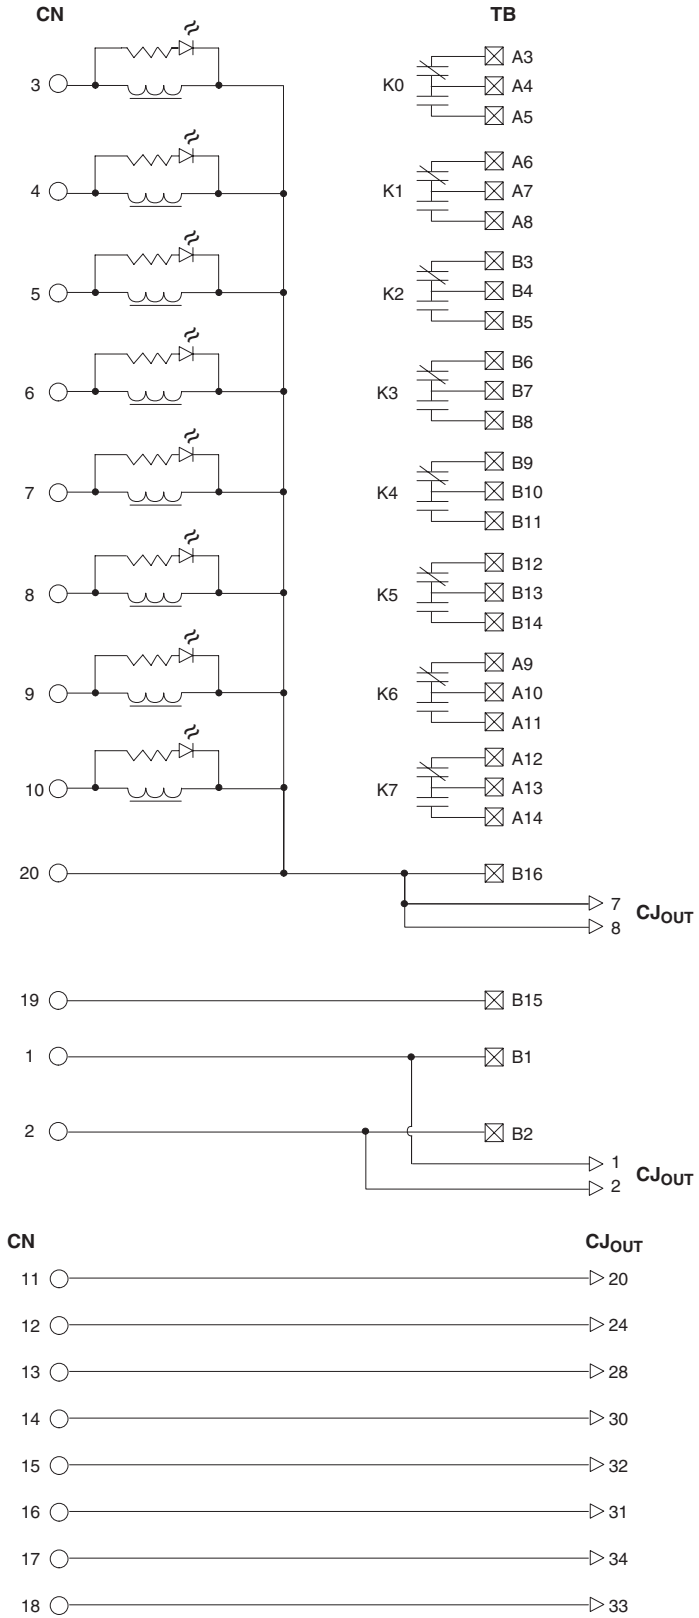 CN TB
A3
3 K0 A4
A5
A6
4 K1 A7
A8
B3
5 K2 B4
B5
B6
6 K3 B7
B8
B9
7 K4 B10
B11
B12
8 K5 B13
B14
A9
9 K6 A10
A11
A12
10 K7 A13
A14
20 B16
7 CJOUT
8
19 B15
1 B1
2 B2
1 CJOUT
2
CN CJOUT
11 20
12 24
13 28
14 30
15 32
16 31
17 34
18 33